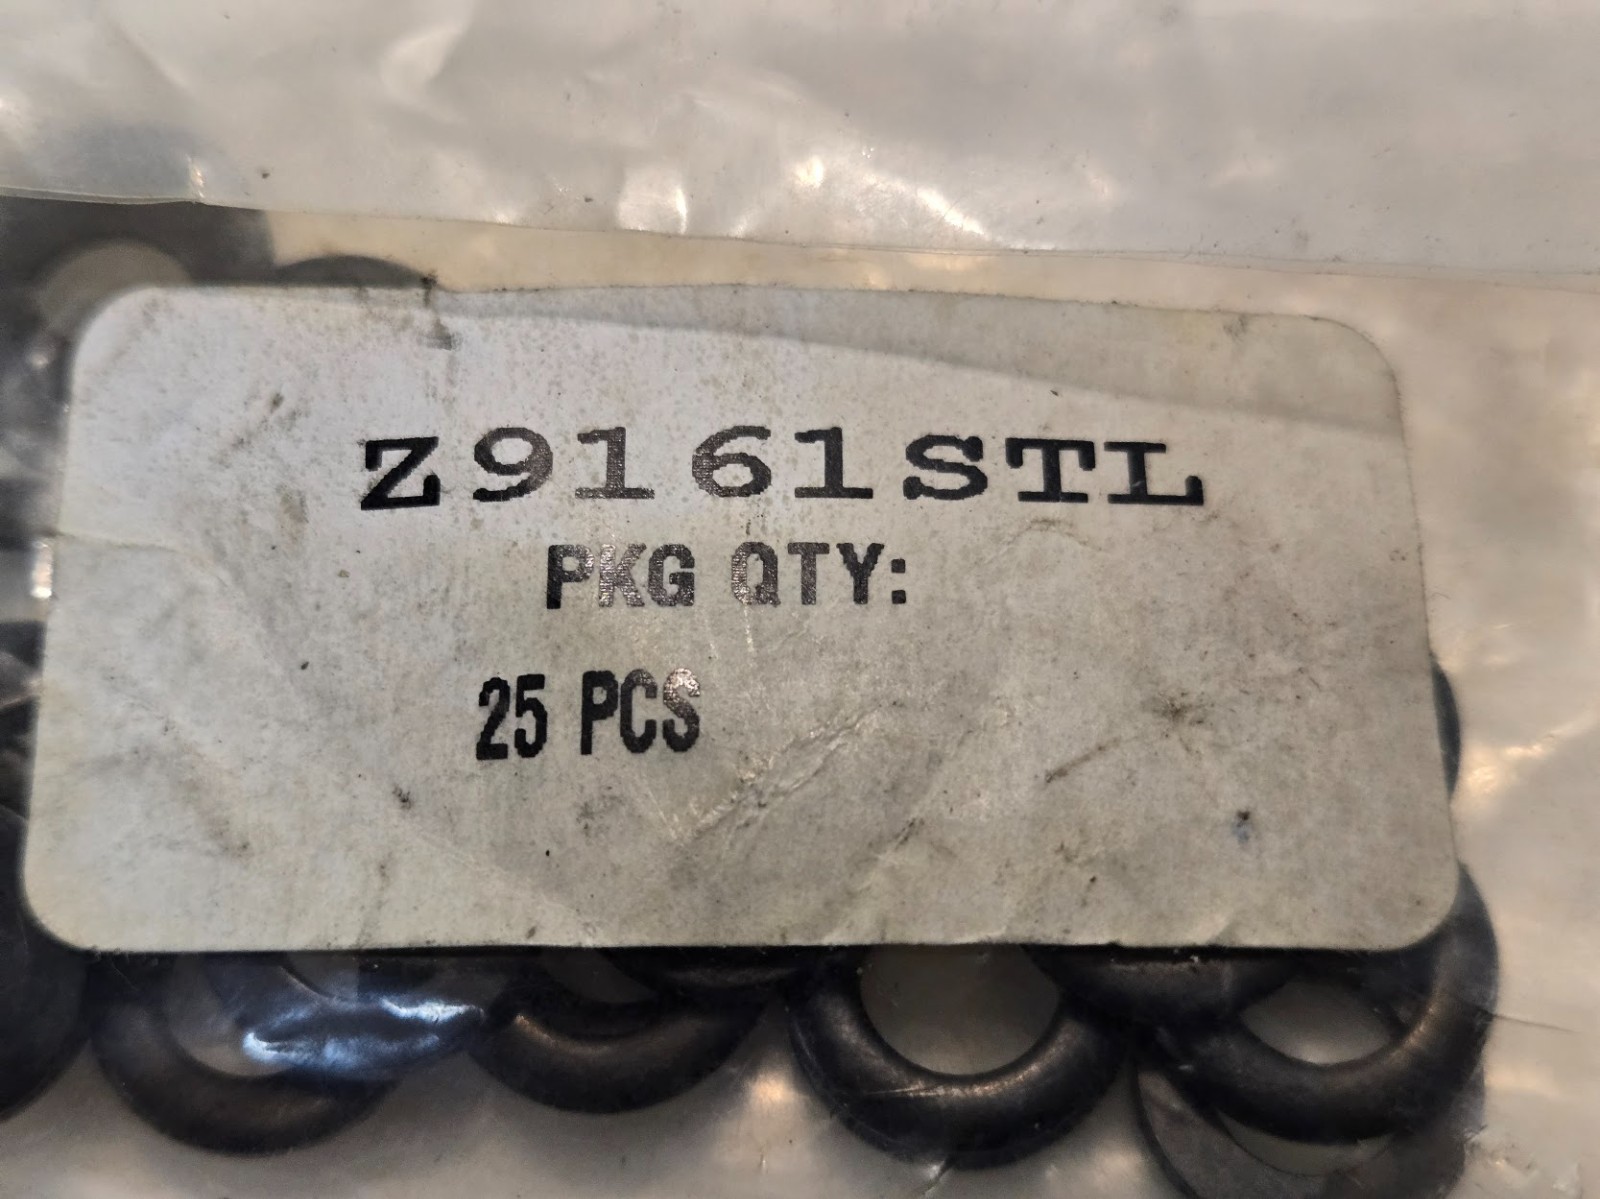 Z9161STL
PKG QTY:
25 PCS